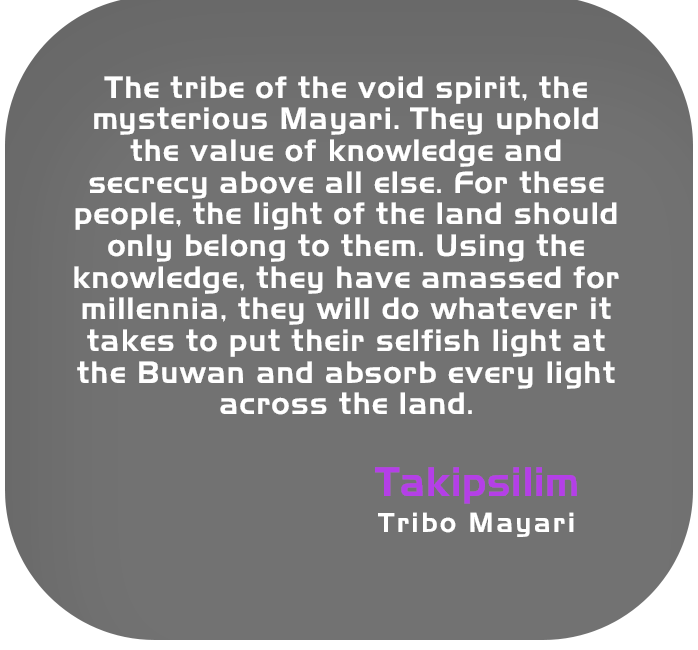 The tribe of the void spirit, the
mysterious Mayari. They uphold
the value of knowledge and
secrecy above all else. For these
people, the light of the land should
only belong to them. Using the
knowledge, they have amassed for
millennia, they will do whatever it
takes to put their selfish light at
the Buwan and absorb every light
across the land.
Takipsilim
Tribo Mayari